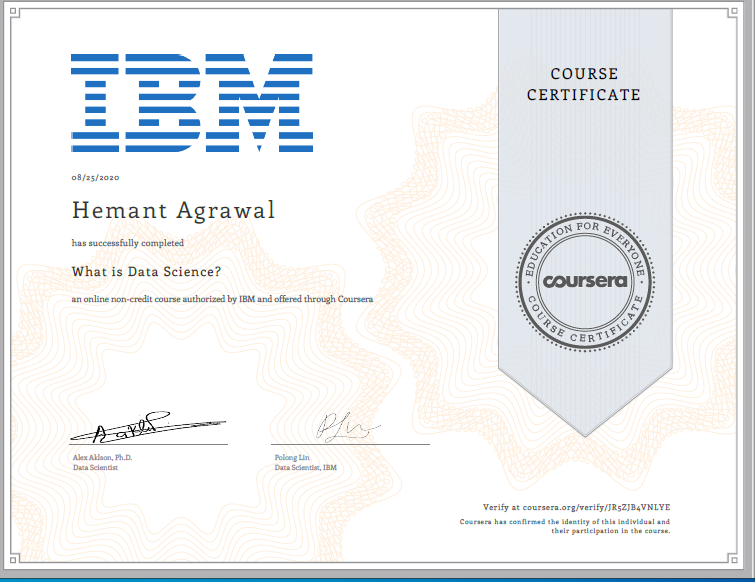 IBM
COURSE
CERTIFICATE
08/25/2020
Hemant Agrawal
has successfully completed
What is Data Science?
an online non-credit course authorized by IBM and offered through Coursera
EDUCATION FOR EVERYONE
coursera
COURSE CERTIFICATE
Alex Aklson, Ph.D.
Data Scientist
Polong Lin
Data Scientist, IBM
Verify at coursera.org/verify/JR5ZJB4VNLYE
Coursera has confirmed the identity of this individual and
their participation in the course.